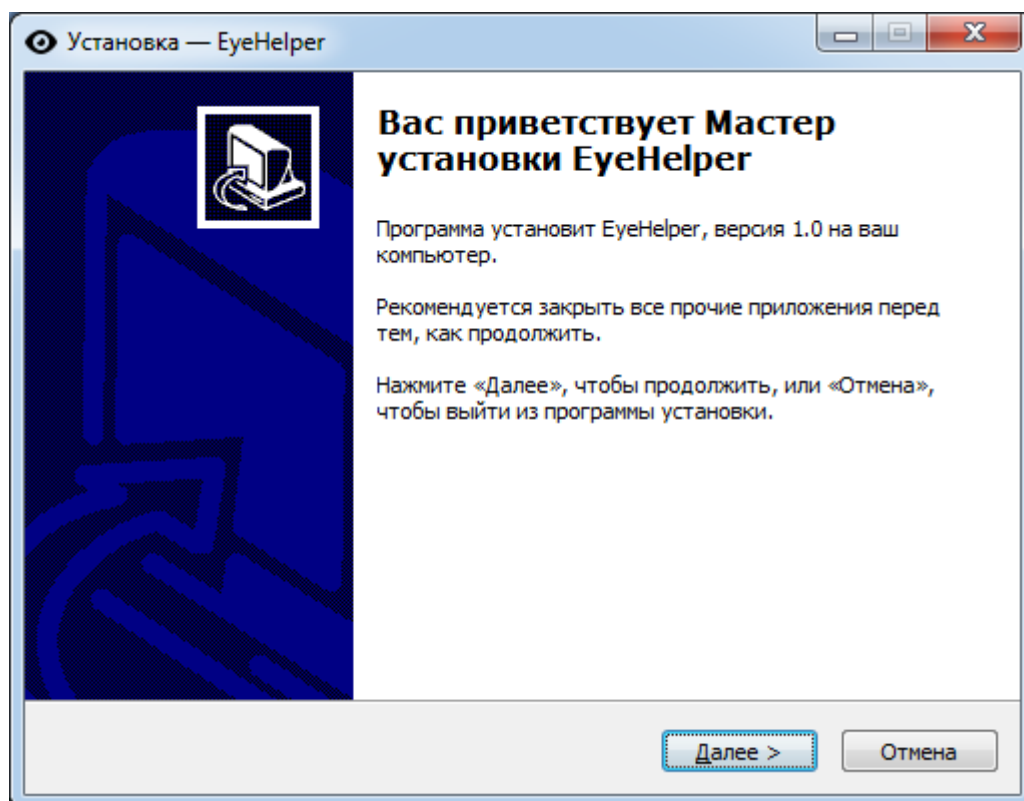 Установка — EyeHelper
Вас приветствует Мастер
установки EyeHelper
Программа установит EyeHelper, версия 1.0 на ваш
компьютер.
Рекомендуется закрыть все прочие приложения перед
тем, как продолжить.
Нажмите «Далее», чтобы продолжить, или «Отмена»,
чтобы выйти из программы установки.
Далее >
Отмена